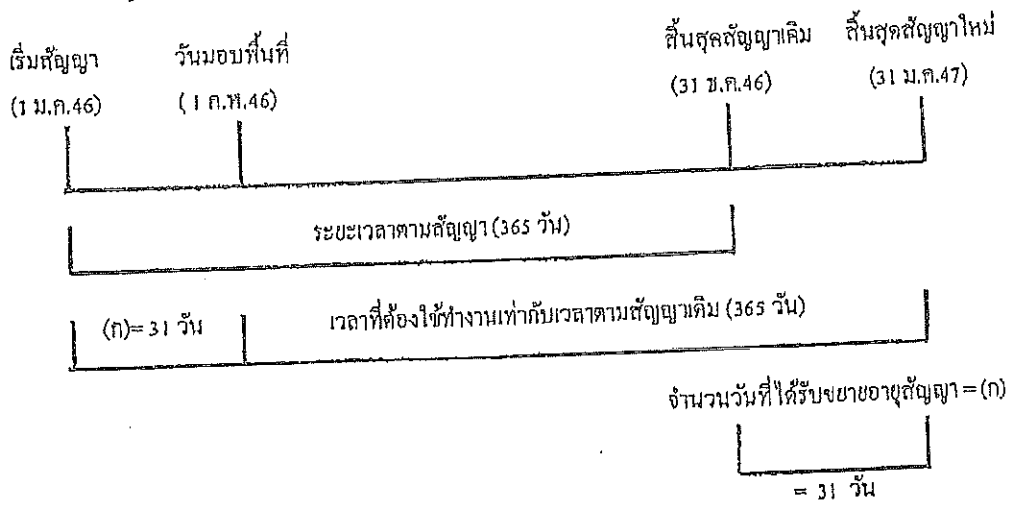 เริ่มสัญญา วันมอบพื้นที่ สิ้นสุดสัญญาเดิม สิ้นสุดสัญญาใหม่
(1 ม.ค.46) (1 ก.พ.46) (31 ธ.ค.46) (31 ม.ค.47)
ระยะเวลาตามสัญญา (365 วัน)
(ก)= 31 วัน เวลาที่ต้องใช้ทำงานเท่ากับเวลาตามสัญญาเดิม (365 วัน)
จำนวนวันที่ได้รับขยายอายุสัญญา = (ก)
= 31 วัน